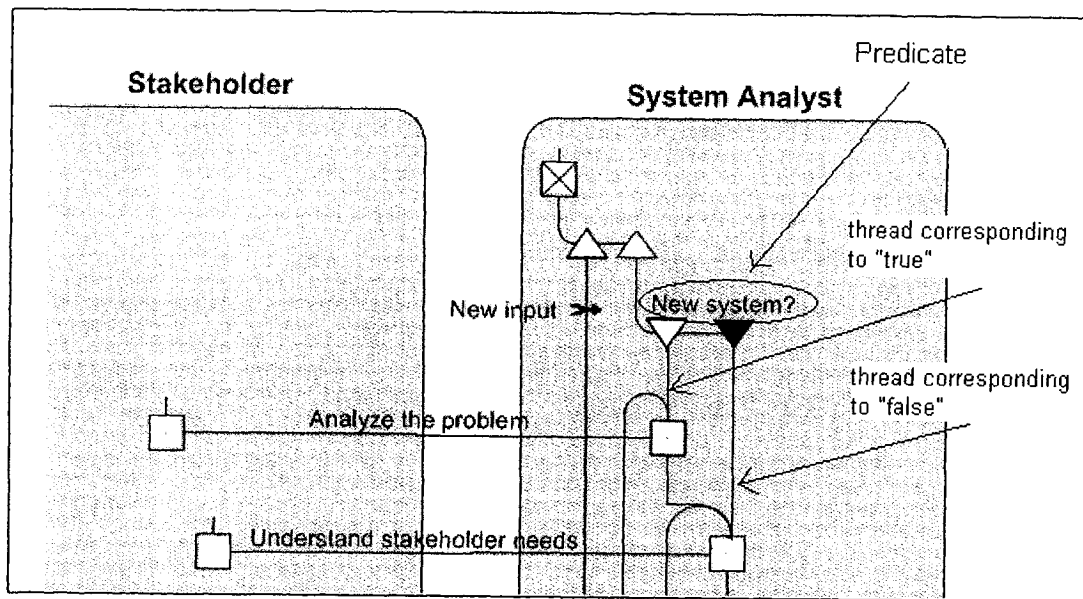 Predicate
Stakeholder
System Analyst
thread corresponding
to "true"
New input
New system?
thread corresponding
to "false"
Analyze the problem
Understand stakeholder needs